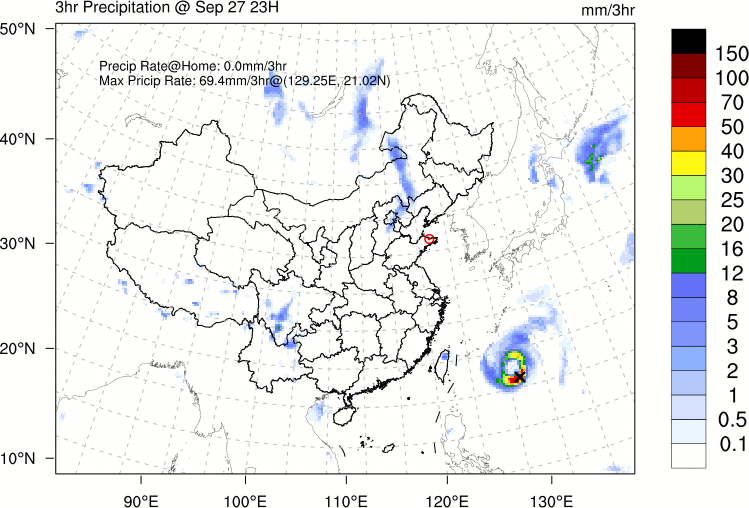 3hr Precipitation @ Sep 27 23H
mm/3hr
50°N
Precip Rate@Home: 0.0mm/3hr
Max Pricip Rate: 69.4mm/3hr@(129.25E, 21.02N)
40°N
30°N
20°N
10°N
90°E
100°E
110°E
120°E
130°E
150
100
70
50
40
30
25
20
16
12
8
5
3
2
1
0.5
0.1